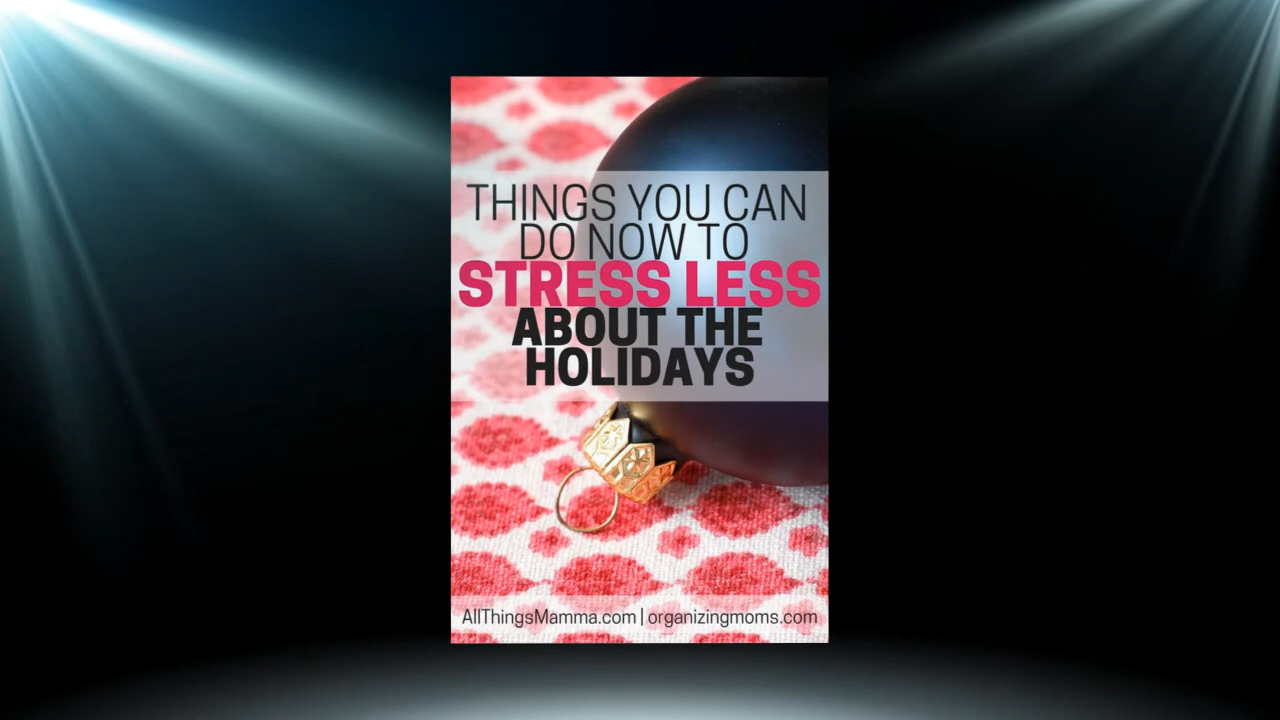 THINGS YOU CAN
DO NOW TO
STRESS LESS
ABOUT THE
HOLIDAYS
AllThingsMamma.com | organizingmoms.com